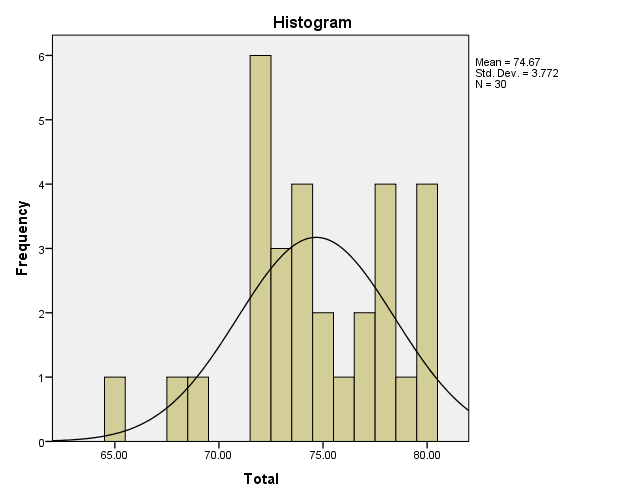 Histogram
Mean = 74.67
Std. Dev. = 3.772
N = 30
6
5
4
3
2
1
0
Frequency
65.00 70.00 75.00 80.00
Total